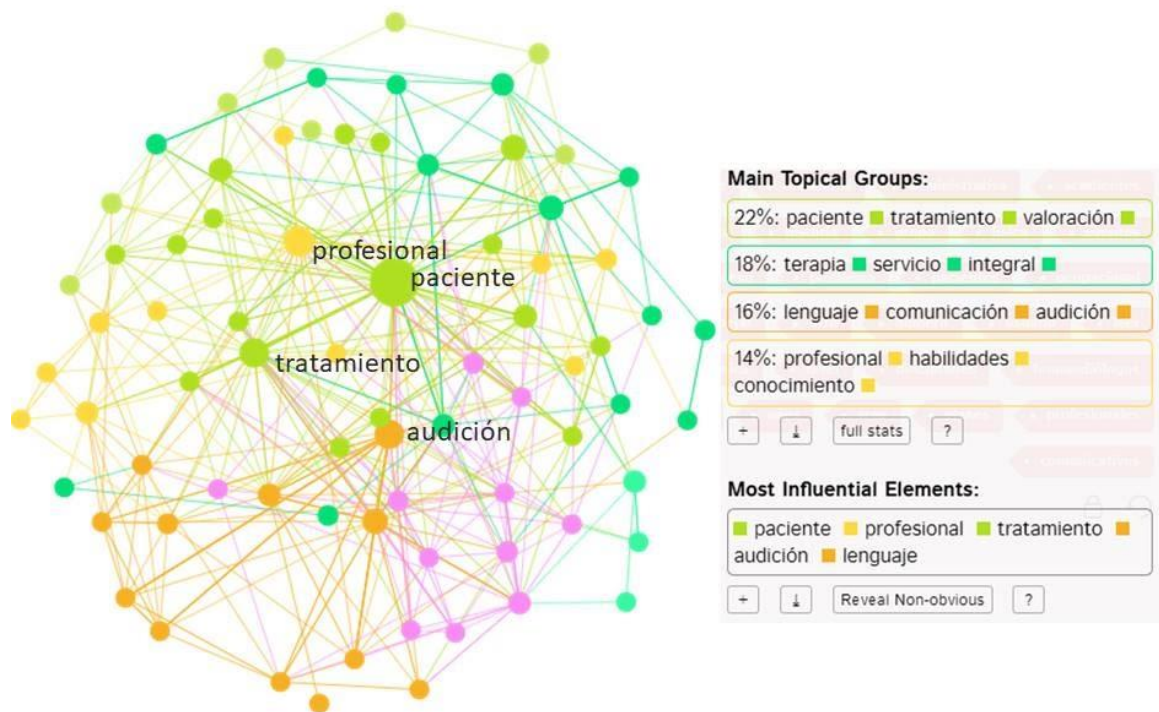 profesional
paciente
tratamiento
audición
Main Topical Groups:
22%: paciente tratamiento valoración
18%: terapia servicio integral
16%: lenguaje comunicación audición
14%: profesional habilidades
conocimiento
+ ⤓ full stats ?
Most Influential Elements:
paciente profesional tratamiento
audición lenguaje
+ ⤓ Reveal Non-obvious ?